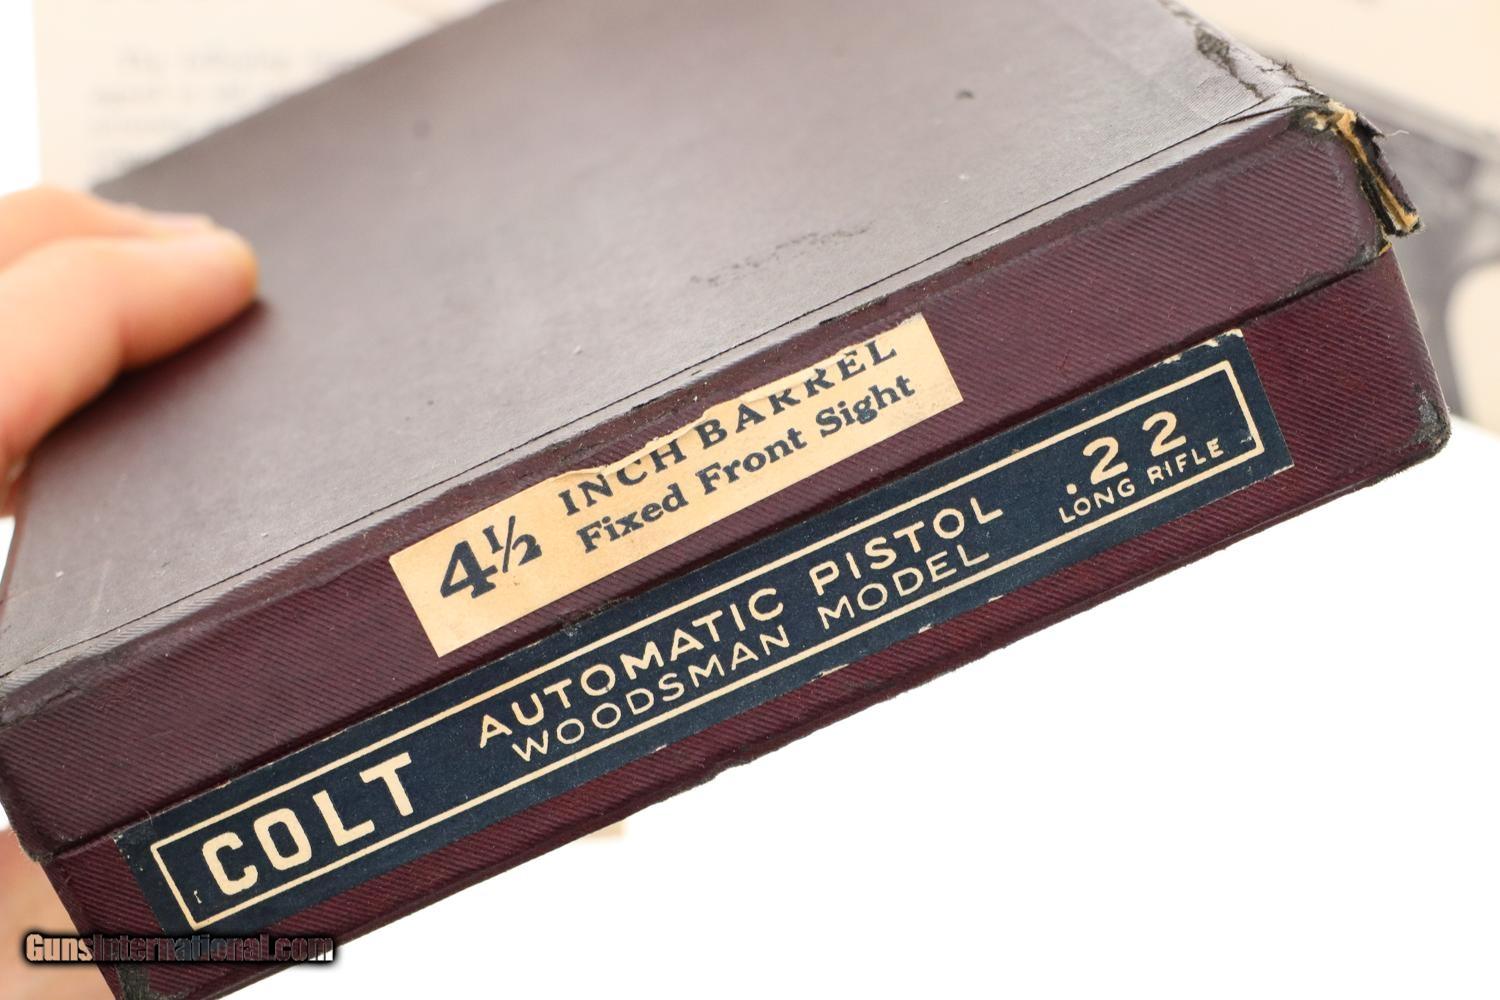 4½ INCH BARREL
Fixed Front Sight
COLT AUTOMATIC PISTOL .22
WOODSMAN MODEL LONG RIFLE
GunsInternational.com